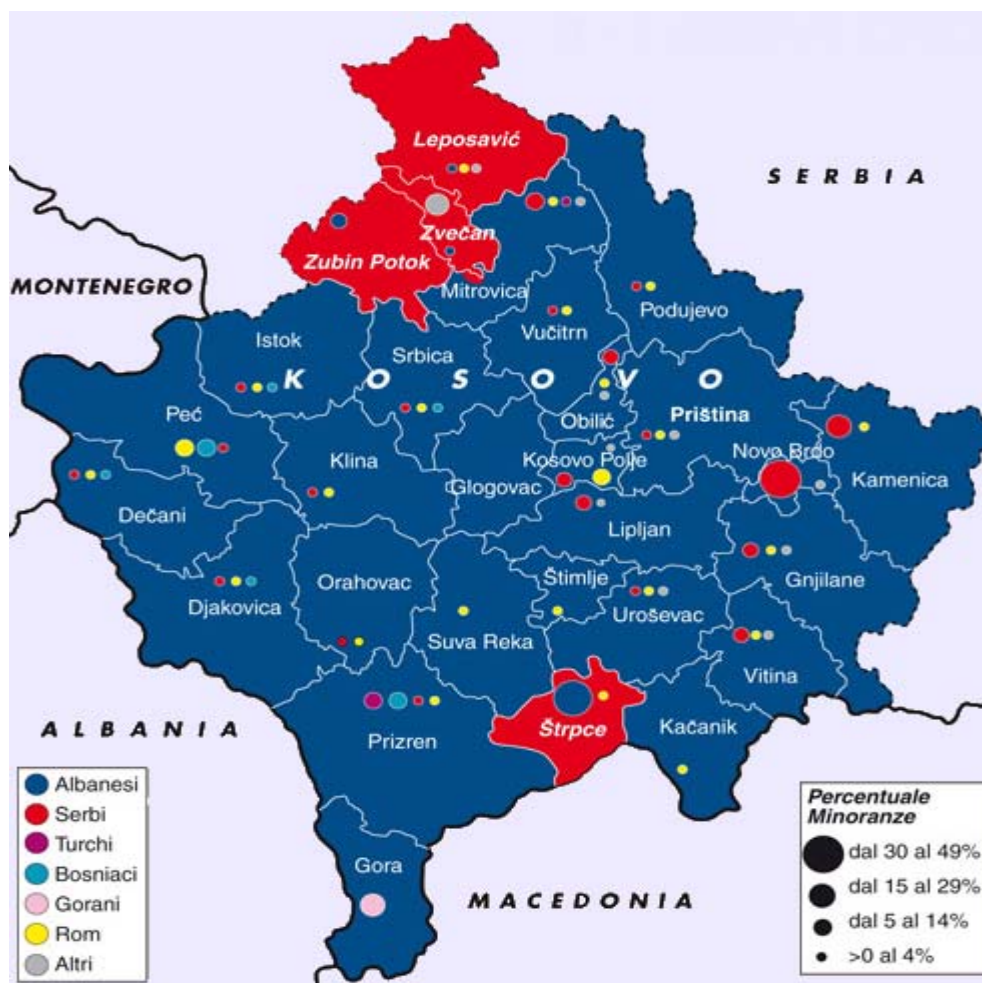 Leposavić
SERBIA
Zvečan
Zubin Potok
MONTENEGRO
Mitrovica
Podujevo
Vučitrn
Istok
Srbica
KOSOVO
Peć
Obilić
Priština
Klina
Kosovo Polje
Novo Brdo
Glogovac
Kamenica
Dečani
Lipljan
Orahovac
Štimlje
Gnjilane
Djakovica
Uroševac
Suva Reka
Vitina
ALBANIA
Prizren
Štrpce
Kačanik
Gora
MACEDONIA
Albanesi
Serbi
Turchi
Bosniaci
Gorani
Rom
Altri
Percentuale
Minoranze
dal 30 al 49%
dal 15 al 29%
dal 5 al 14%
>0 al 4%